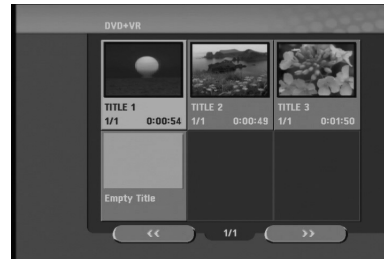 DVD+VR
TITLE 1
1/1 0:00:54
TITLE 2
1/1 0:00:49
TITLE 3
1/1 0:01:50
Empty Title
<< 1/1 >>